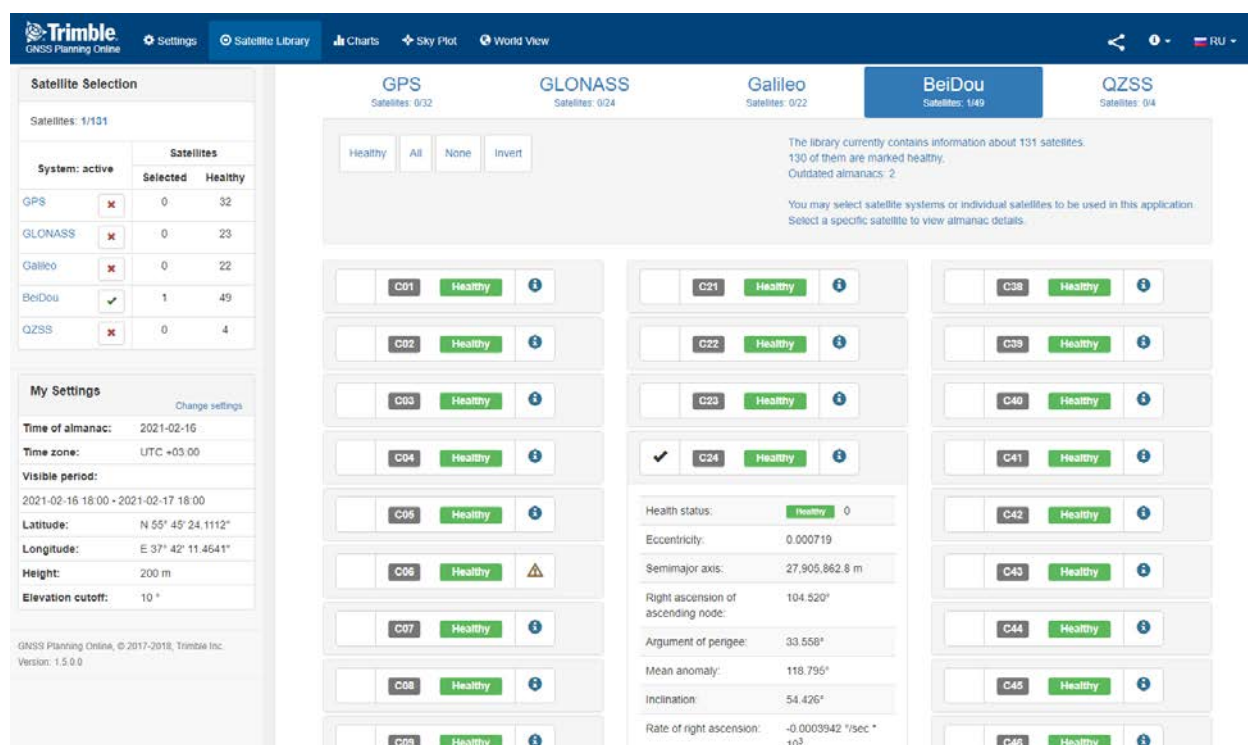 Trimble.
GNSS Planning Online
Settings
Satellite Library
Charts
Sky Plot
World View
RU
Satellite Selection
Satellites: 1/131
System: active
Satellites
Selected Healthy
GPS 0 32
GLONASS 0 23
Galileo 0 22
BeiDou 1 49
QZSS 0 4
My Settings
Change settings
Time of almanac: 2021-02-16
Time zone: UTC +03:00
Visible period:
2021-02-16 18:00 - 2021-02-17 18:00
Latitude: N 55° 45' 24.1112"
Longitude: E 37° 42' 11.4641"
Height: 200 m
Elevation cutoff: 10 °
GNSS Planning Online, © 2017-2018, Trimble Inc.
Version: 1.5.0.0
GPS
Satellites: 0/32
GLONASS
Satellites: 0/24
Galileo
Satellites: 0/22
BeiDou
Satellites: 1/49
QZSS
Satellites: 0/4
Healthy All None Invert
The library currently contains information about 131 satellites.
130 of them are marked healthy.
Outdated almanacs: 2
You may select satellite systems or individual satellites to be used in this application.
Select a specific satellite to view almanac details.
C01 Healthy
C02 Healthy
C03 Healthy
C04 Healthy
C05 Healthy
C06 Healthy
C07 Healthy
C08 Healthy
C09 Healthy
C21 Healthy
C22 Healthy
C23 Healthy
C24 Healthy
Health status: Healthy 0
Eccentricity: 0.000719
Semimajor axis: 27,905,862.8 m
Right ascension of
ascending node: 104.520°
Argument of perigee: 33.558°
Mean anomaly: 118.795°
Inclination: 54.426°
Rate of right ascension: -0.0003942 °/sec *
10³
C38 Healthy
C39 Healthy
C40 Healthy
C41 Healthy
C42 Healthy
C43 Healthy
C44 Healthy
C45 Healthy
C46 Healthy